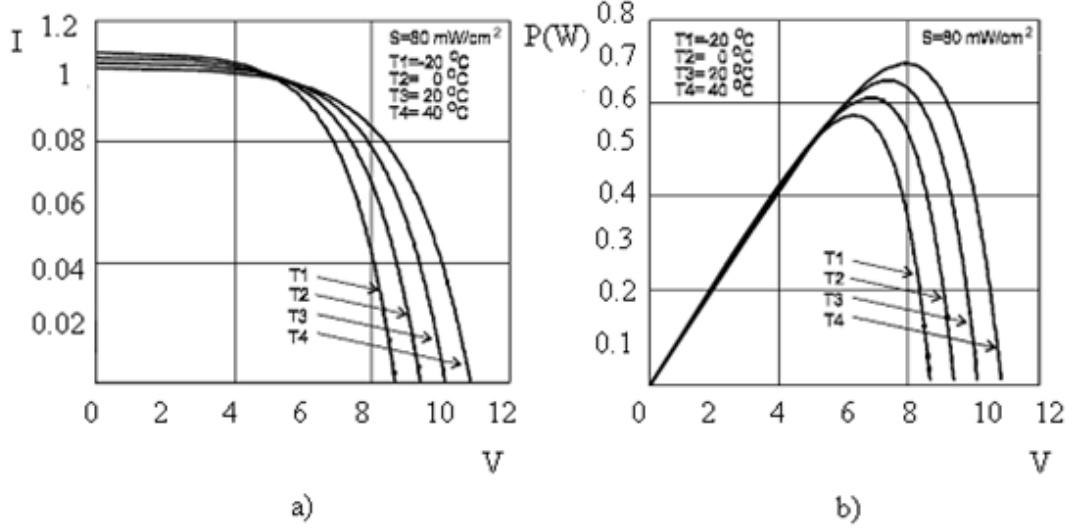 I
1.2
1
0.08
0.06
0.04
0.02
0 2 4 6 8 10 12
V
S=80 mW/cm²
T1=-20 °C
T2= 0 °C
T3= 20 °C
T4= 40 °C
T1
T2
T3
T4
a)
P(W)
0.8
0.7
0.6
0.5
0.4
0.3
0.2
0.1
0 2 4 6 8 10 12
V
T1=-20 °C
T2= 0 °C
T3= 20 °C
T4= 40 °C
S=80 mW/cm²
T1
T2
T3
T4
b)